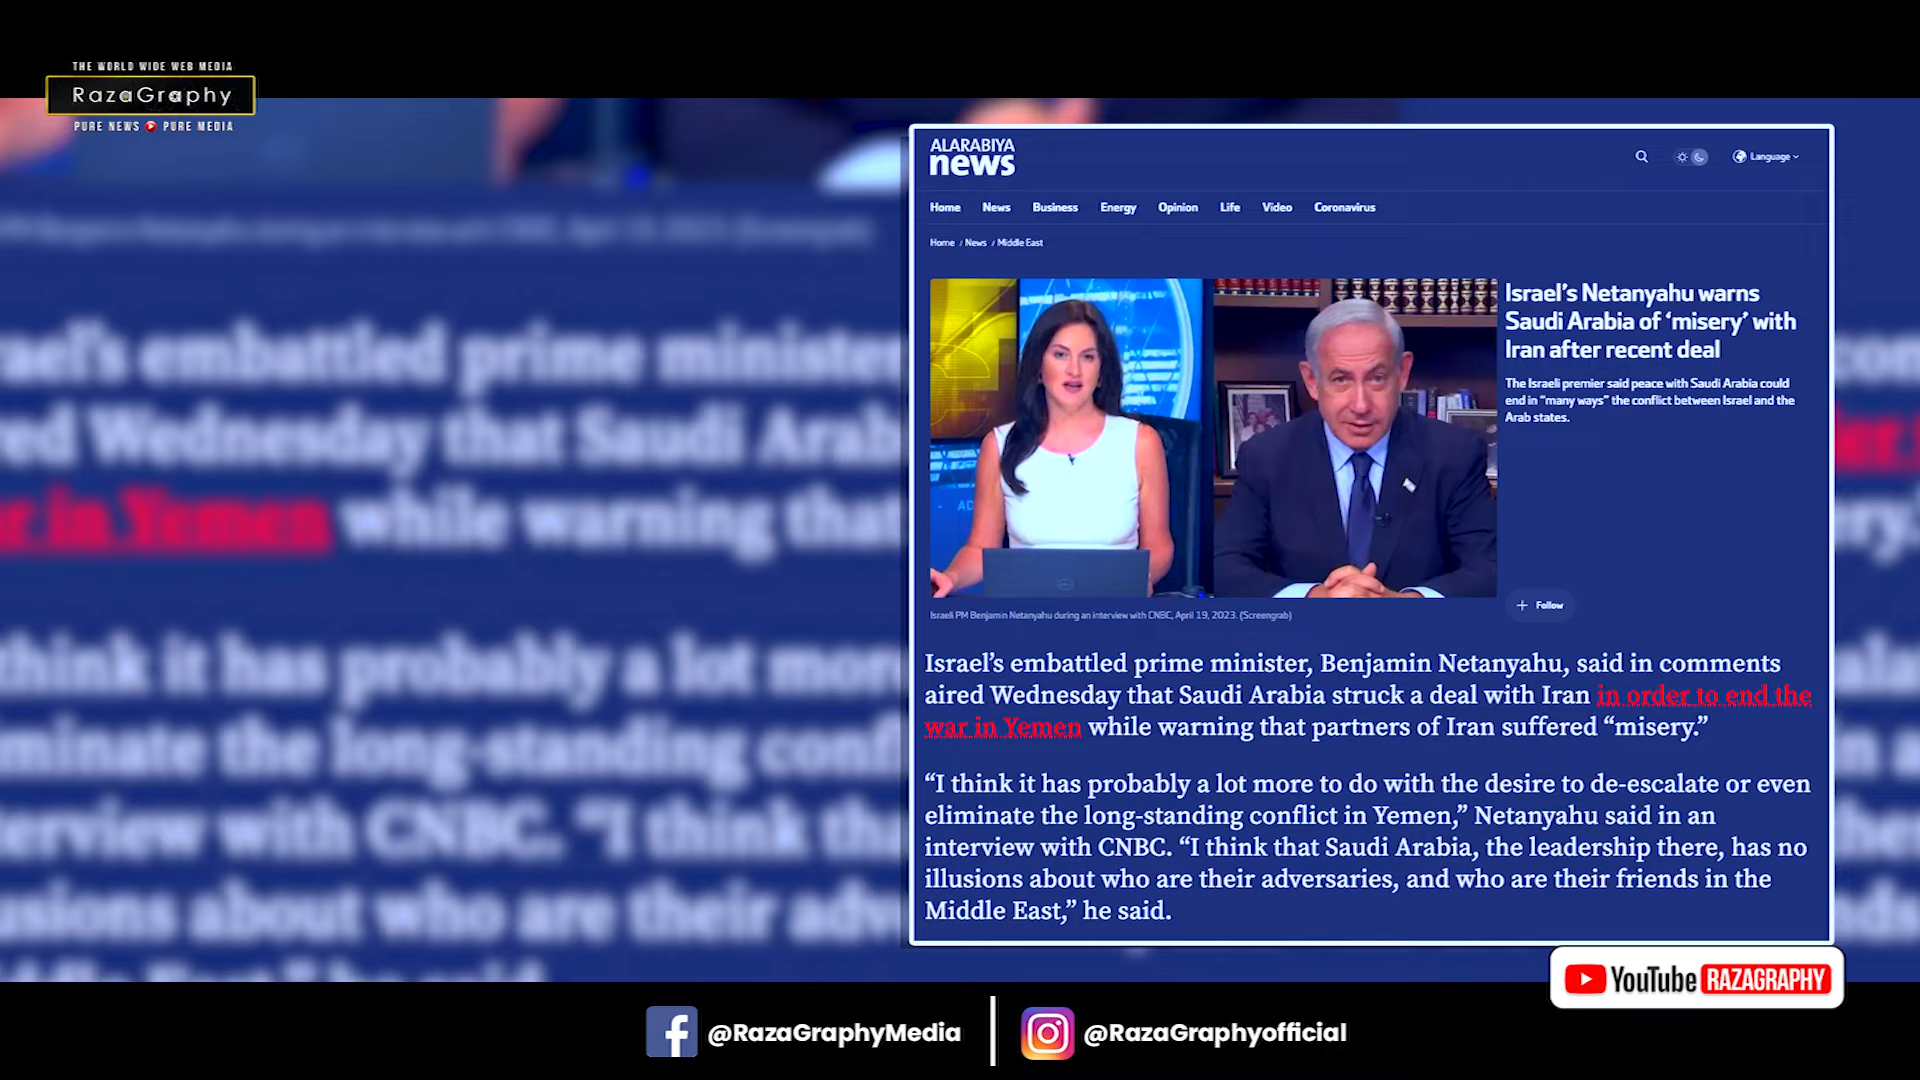 THE WORLD WIDE WEB MEDIA
RazaGraphy
PURE NEWS PURE MEDIA
ALARABIYA
news
Language
Home News Business Energy Opinion Life Video Coronavirus
Home / News / Middle East
Israel's Netanyahu warns
Saudi Arabia of ‘misery’ with
Iran after recent deal
The Israeli premier said peace with Saudi Arabia could
end in “many ways” the conflict between Israel and the
Arab states.
+ Follow
Israeli PM Benjamin Netanyahu during an interview with CNBC, April 19, 2023. (Screengrab)
Israel’s embattled prime minister, Benjamin Netanyahu, said in comments
aired Wednesday that Saudi Arabia struck a deal with Iran in order to end the
war in Yemen while warning that partners of Iran suffered “misery.”
“I think it has probably a lot more to do with the desire to de-escalate or even
eliminate the long-standing conflict in Yemen,” Netanyahu said in an
interview with CNBC. “I think that Saudi Arabia, the leadership there, has no
illusions about who are their adversaries, and who are their friends in the
Middle East,” he said.
YouTube RAZAGRAPHY
@RazaGraphyMedia
@RazaGraphyofficial